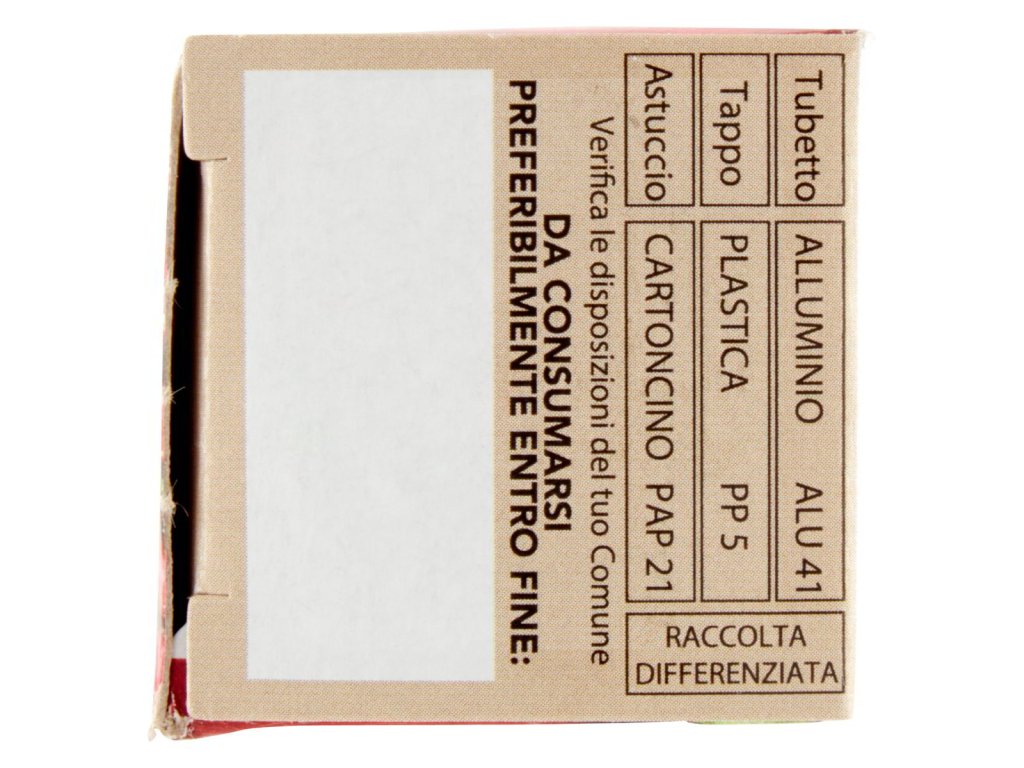 Tubetto ALLUMINIO ALU 41
Tappo PLASTICA PP 5
Astuccio CARTONCINO PAP 21
RACCOLTA
DIFFERENZIATA
Verifica le disposizioni del tuo Comune
DA CONSUMARSI
PREFERIBILMENTE ENTRO FINE: